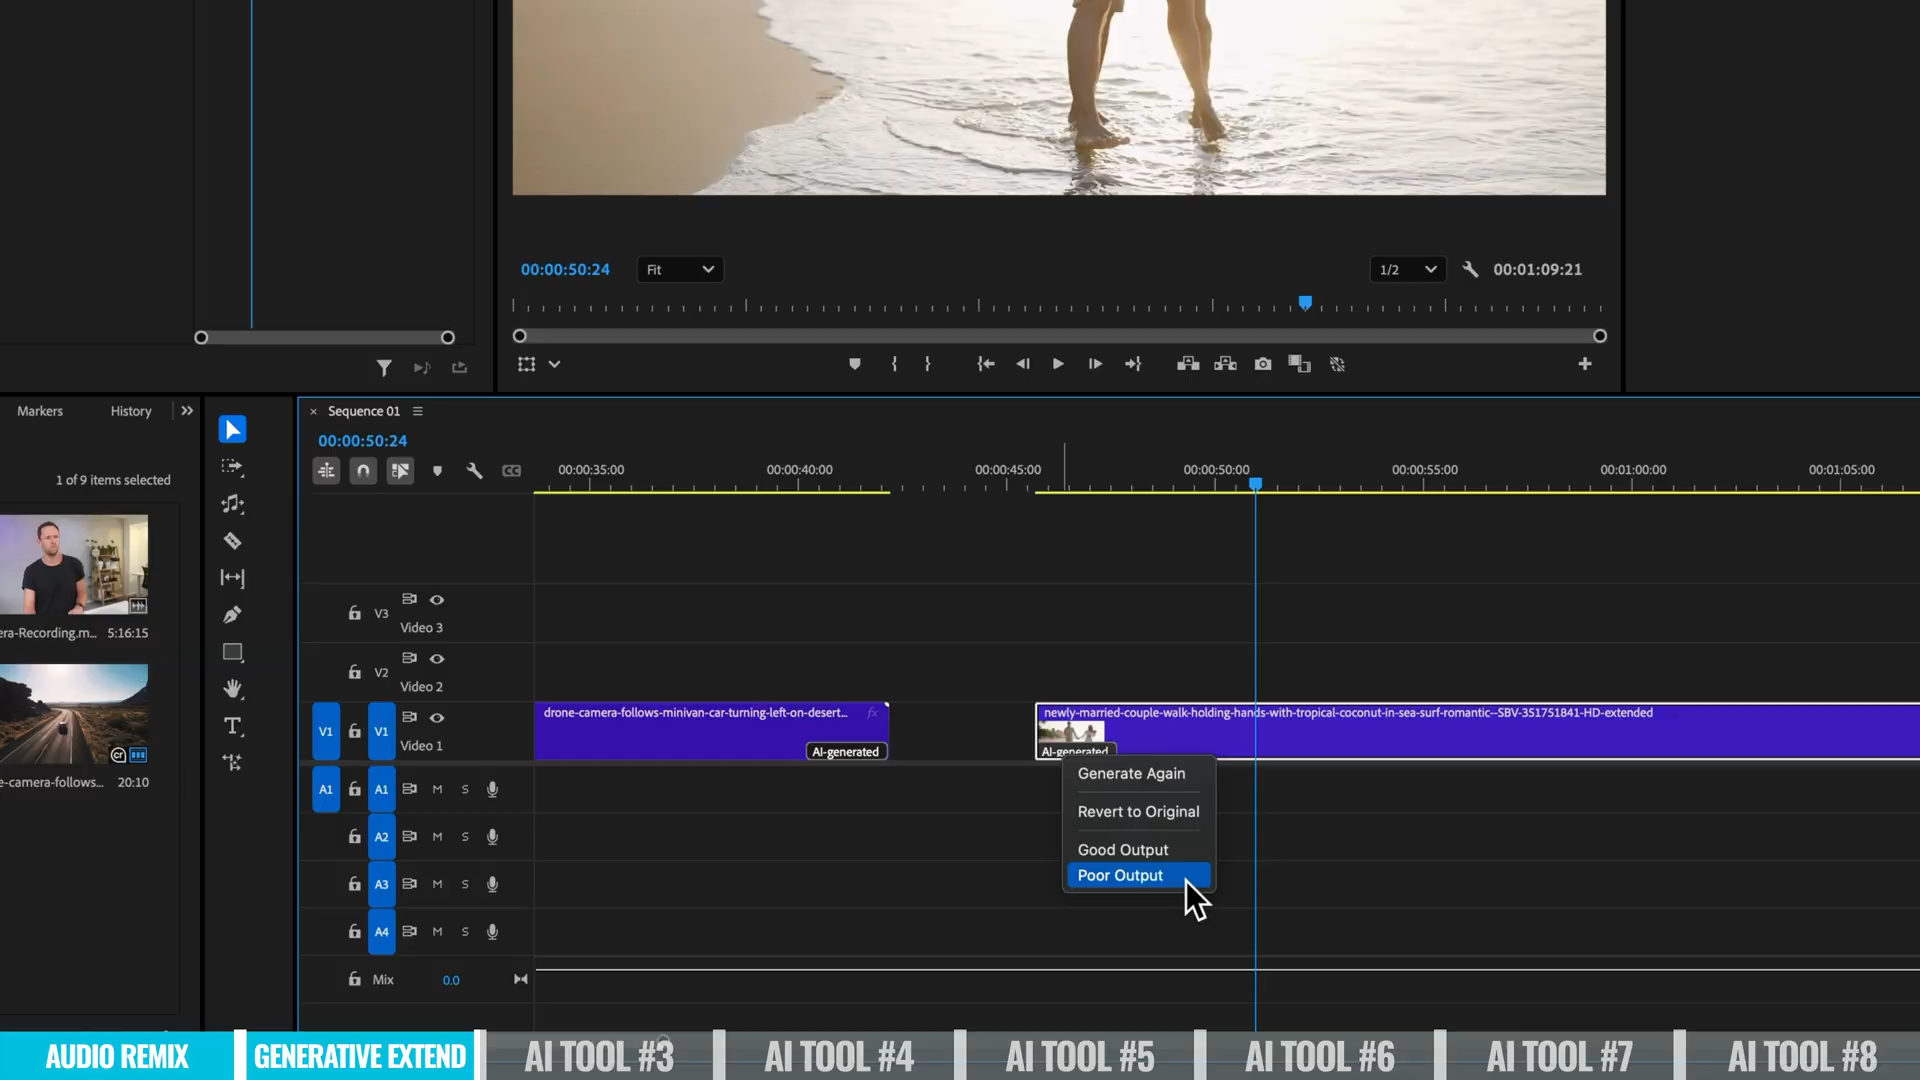 00:00:50:24
Fit
1/2
00:01:09:21
Markers
History
1 of 9 items selected
era-Recording.m... 5:16:15
e-camera-follows... 20:10
× Sequence 01
00:00:50:24
00:00:35:00
00:00:40:00
00:00:45:00
00:00:50:00
00:00:55:00
00:01:00:00
00:01:05:00
V3
Video 3
V2
Video 2
V1
V1
Video 1
drone-camera-follows-minivan-car-turning-left-on-desert... fx
AI-generated
newly-married-couple-walk-holding-hands-with-tropical-coconut-in-sea-surf-romantic--SBV-351751841-HD-extended
AI-generated
Generate Again
Revert to Original
Good Output
Poor Output
A1
A1
M
S
A2
M
S
A3
M
S
A4
M
S
Mix
0.0
AUDIO REMIX
GENERATIVE EXTEND
AI TOOL #3
AI TOOL #4
AI TOOL #5
AI TOOL #6
AI TOOL #7
AI TOOL #8